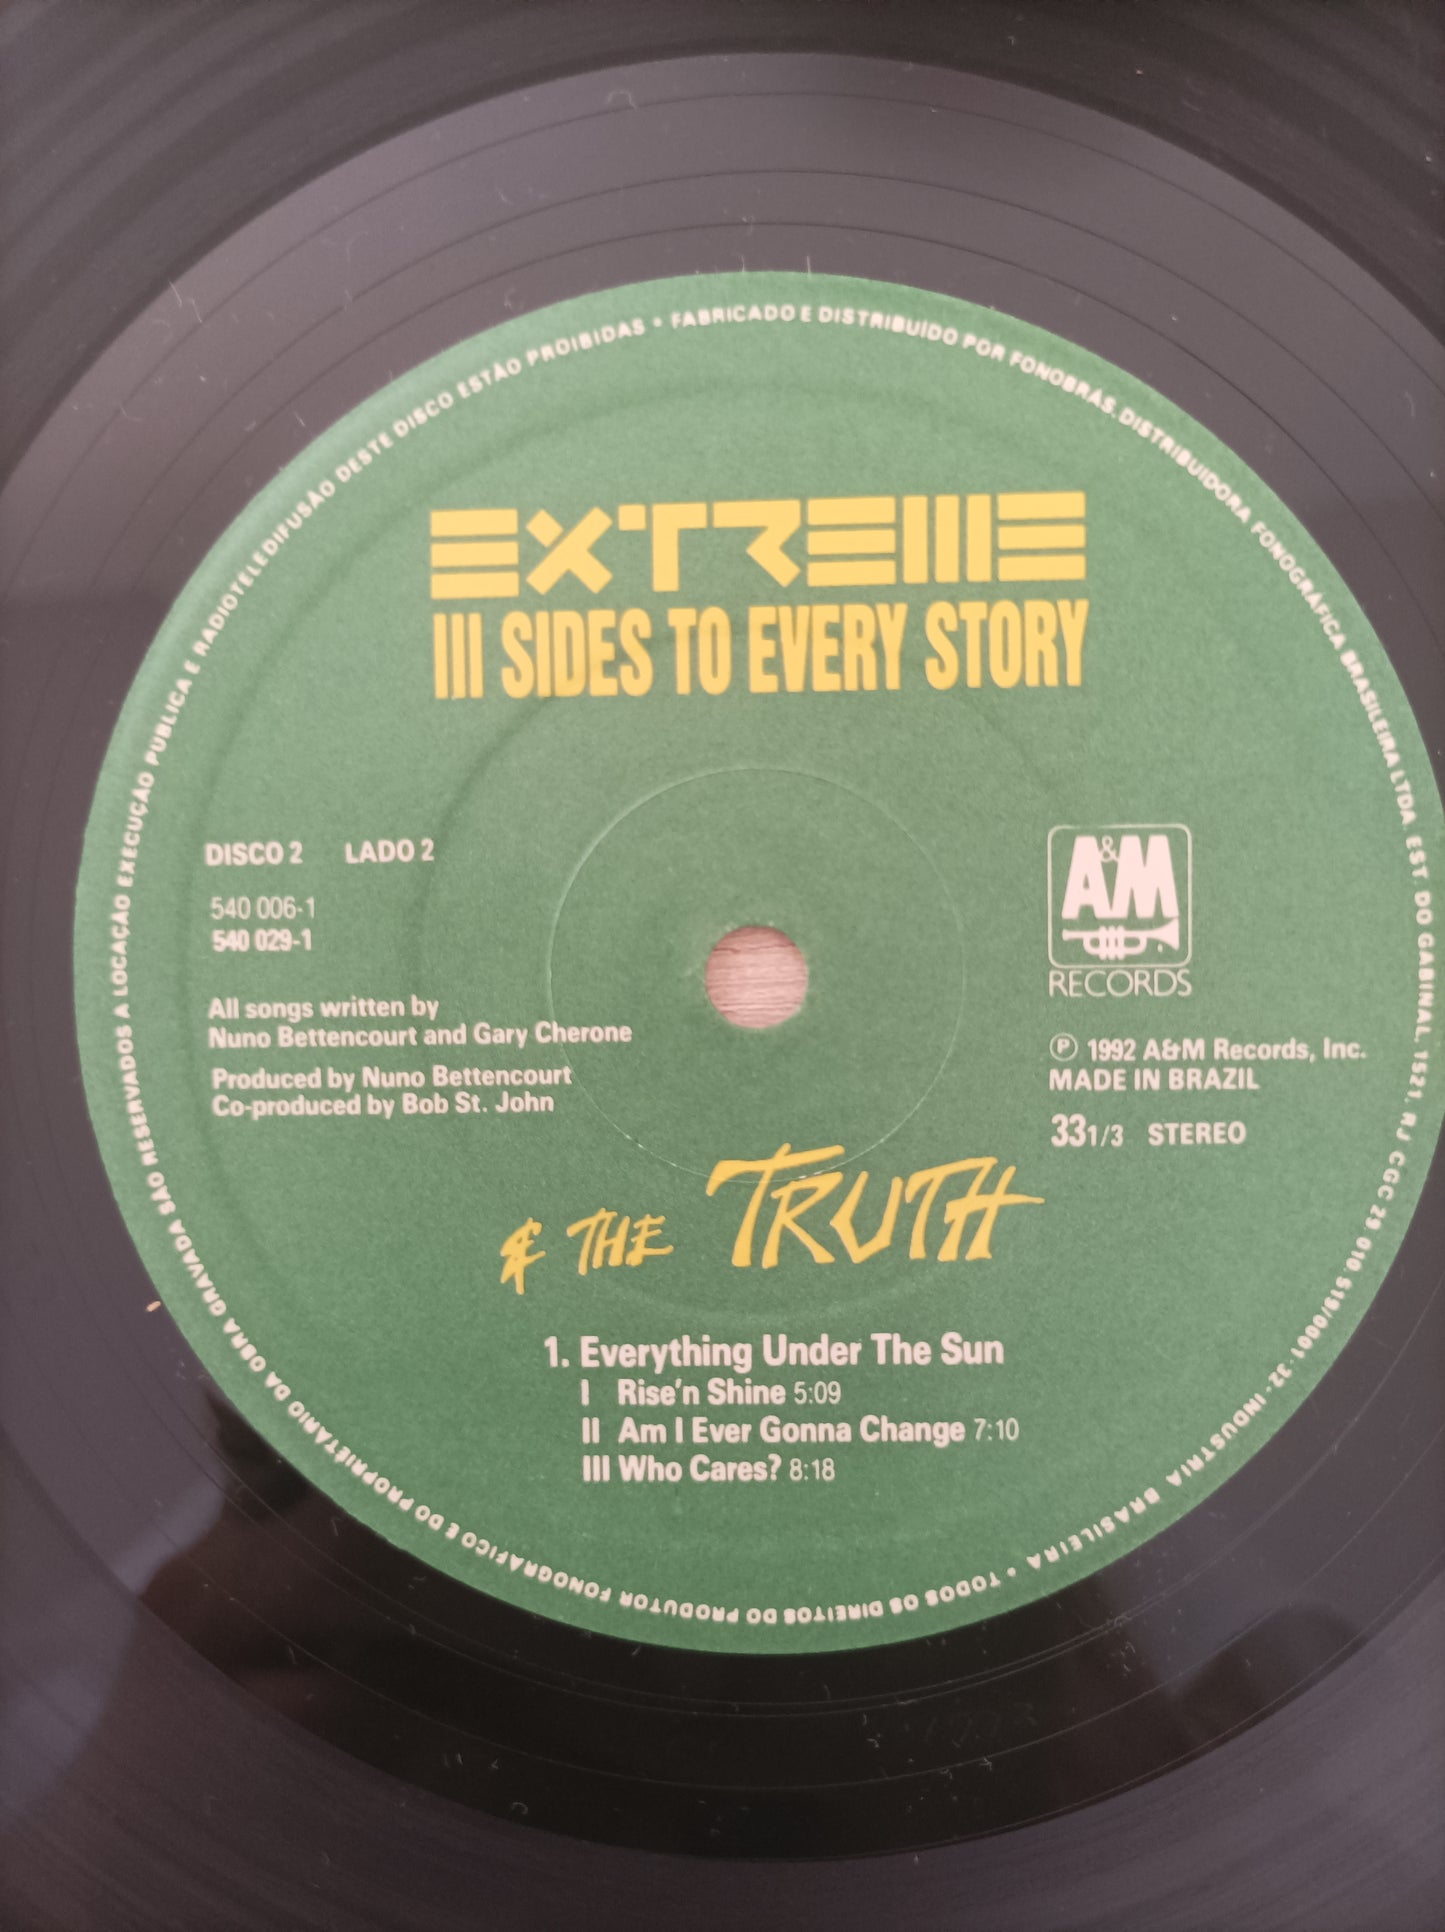 EXTREME
III SIDES TO EVERY STORY
DISCO 2 LADO 2
540 006-1
540 029-1
All songs written by
Nuno Bettencourt and Gary Cherone
Produced by Nuno Bettencourt
Co-produced by Bob St. John
A&M
RECORDS
℗ 1992 A&M Records, Inc.
MADE IN BRAZIL
33 1/3 STEREO
& THE TRUTH
1. Everything Under The Sun
I Rise'n Shine 5:09
II Am I Ever Gonna Change 7:10
III Who Cares? 8:18
• FABRICADO E DISTRIBUÍDO POR FONOBRÁS. DISTRIBUIDORA FONOGRÁFICA BRASILEIRA LTDA. EST DO GABINAL, 1521. RJ CGC 29 010.519/0001-32 - INDUSTRIA BRASILEIRA • TODOS OS DIREITOS DO PRODUTOR FONOGRÁFICO E DO PROPRIETÁRIO DA OBRA GRAVADA SÃO RESERVADOS A LOCAÇÃO EXECUÇÃO PUBLICA E RADIOTELEDIFUSÃO DESTE DISCO ESTÃO PROIBIDAS